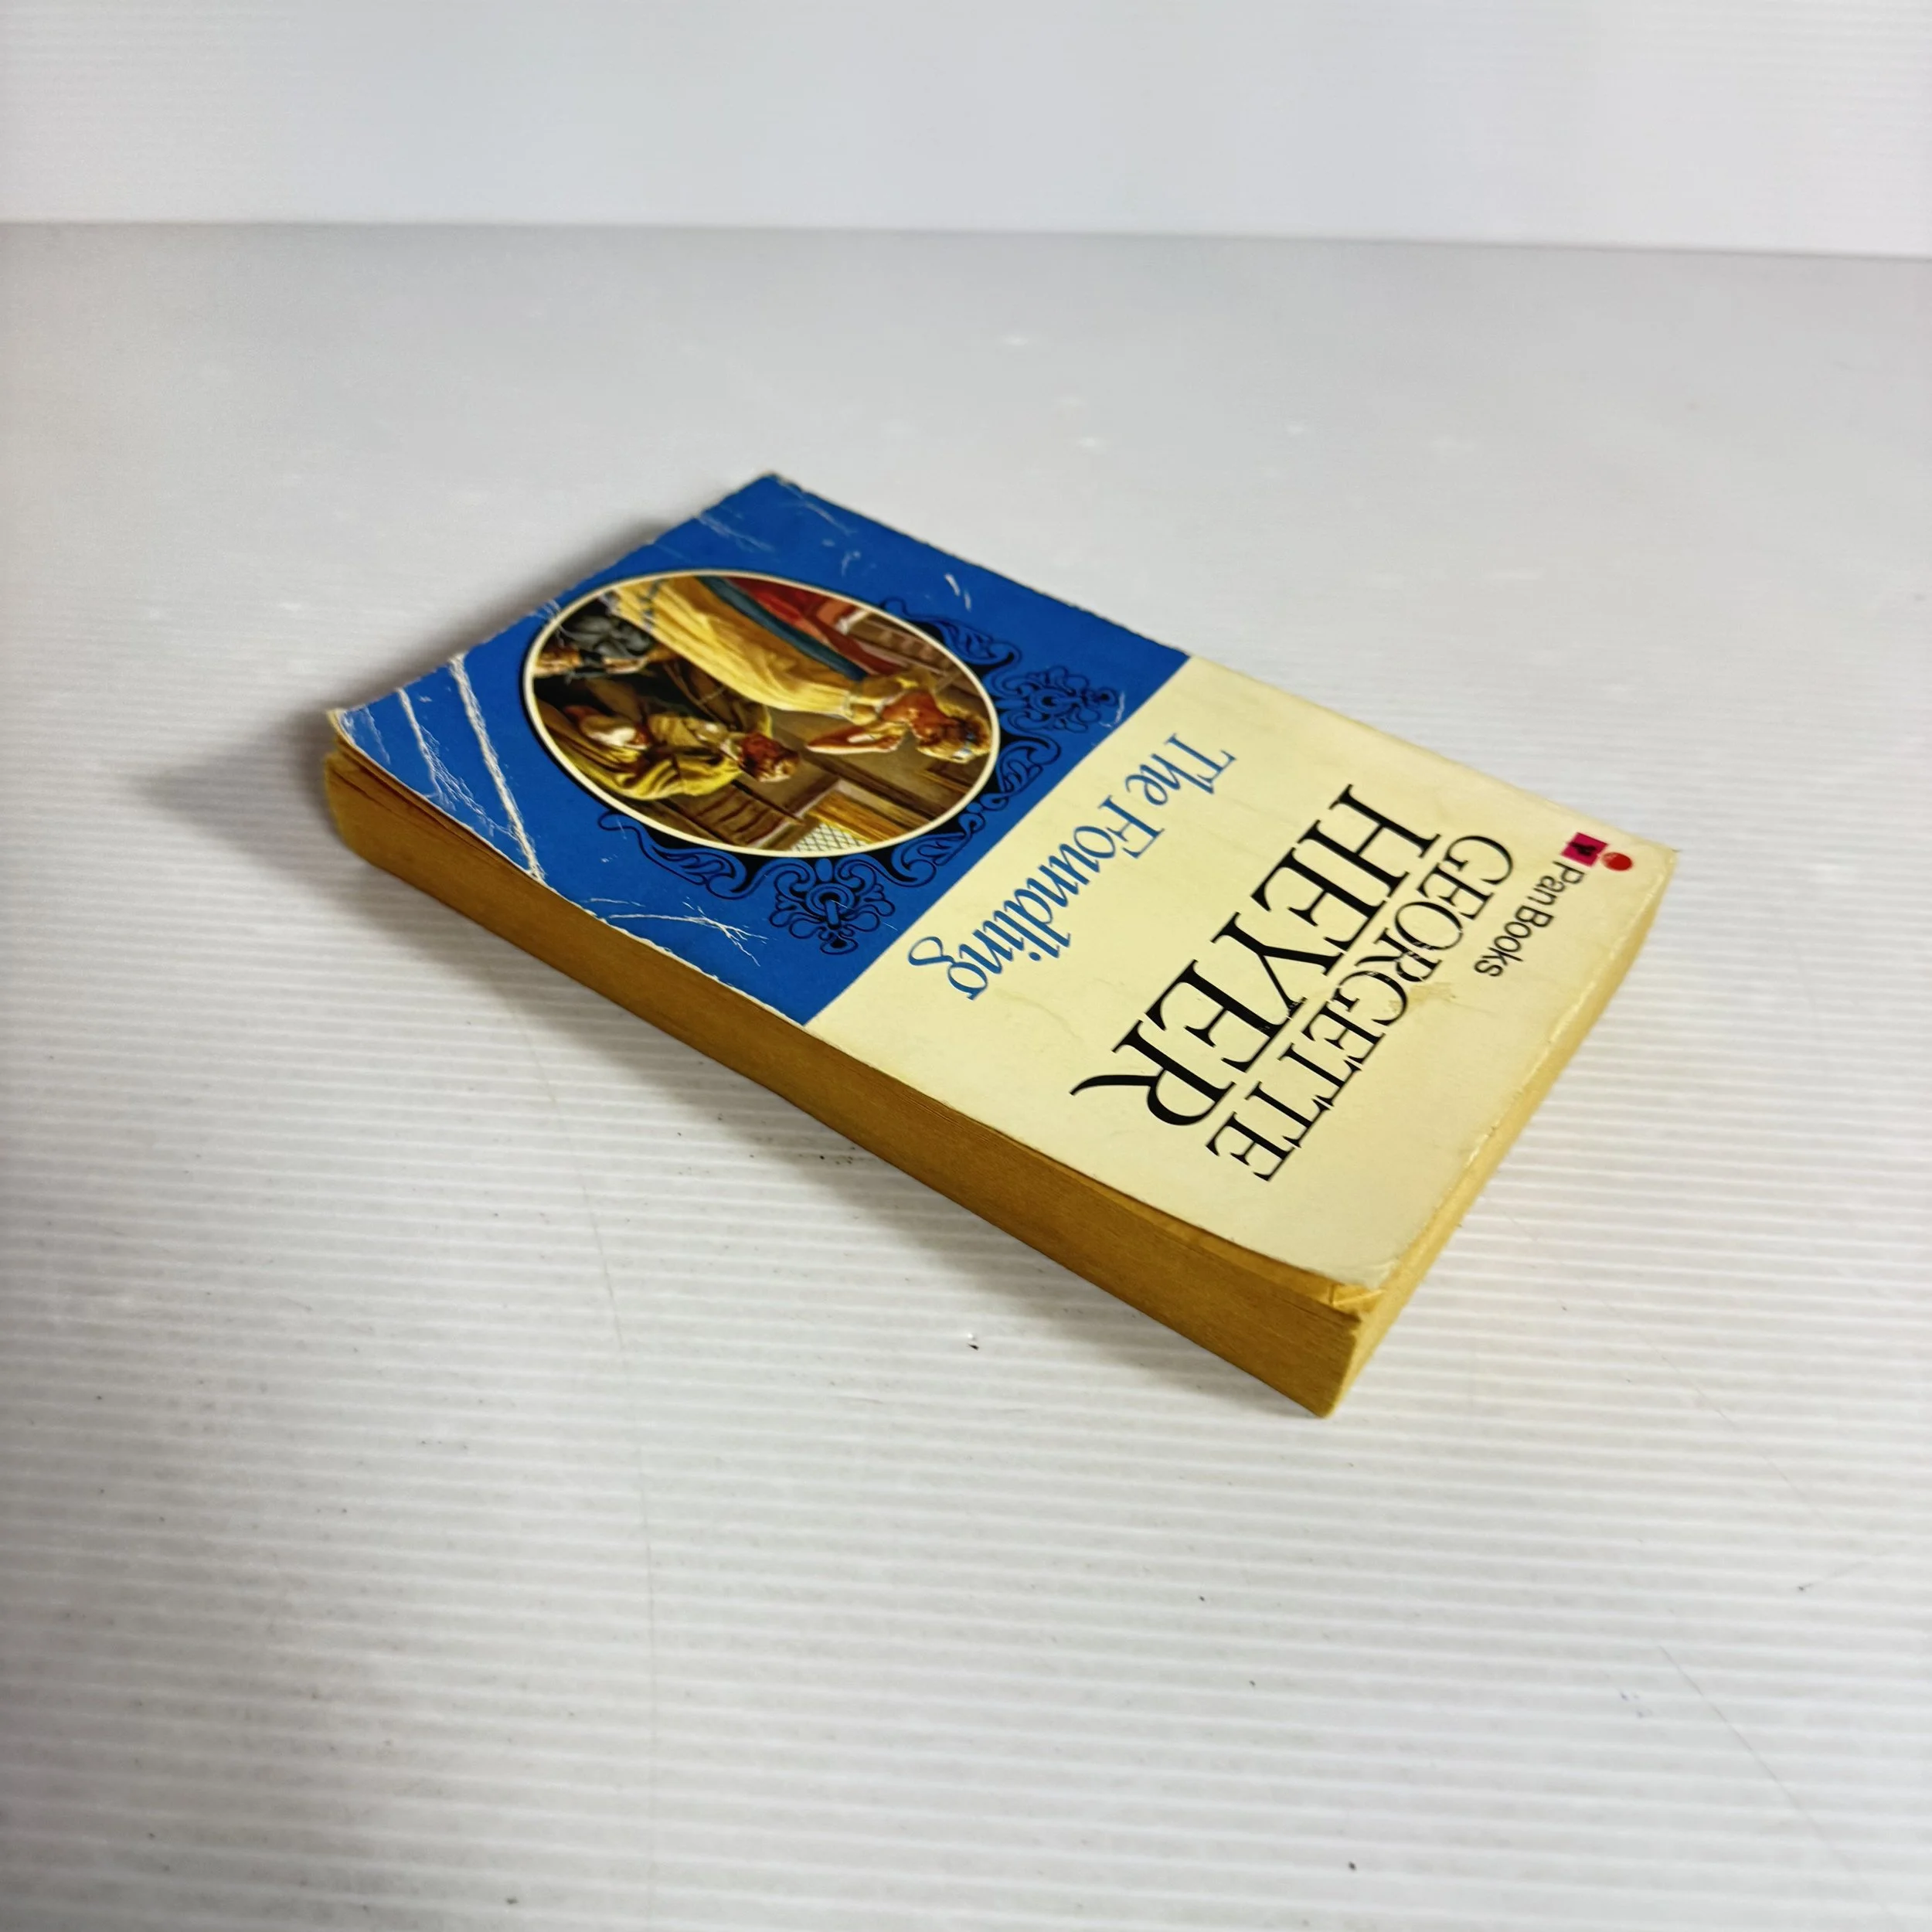 Pan Books
GEORGETTE
HEYER
The Foundling